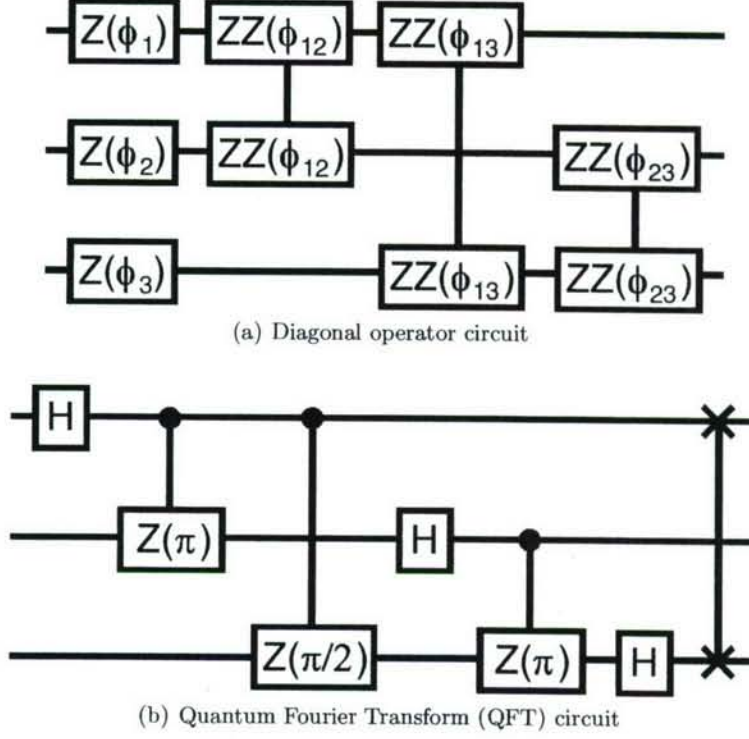 Z(ϕ₁) ZZ(ϕ₁₂) ZZ(ϕ₁₃)
Z(ϕ₂) ZZ(ϕ₁₂) ZZ(ϕ₂₃)
Z(ϕ₃) ZZ(ϕ₁₃) ZZ(ϕ₂₃)
(a) Diagonal operator circuit
H
Z(π) H
Z(π/2) Z(π) H
(b) Quantum Fourier Transform (QFT) circuit